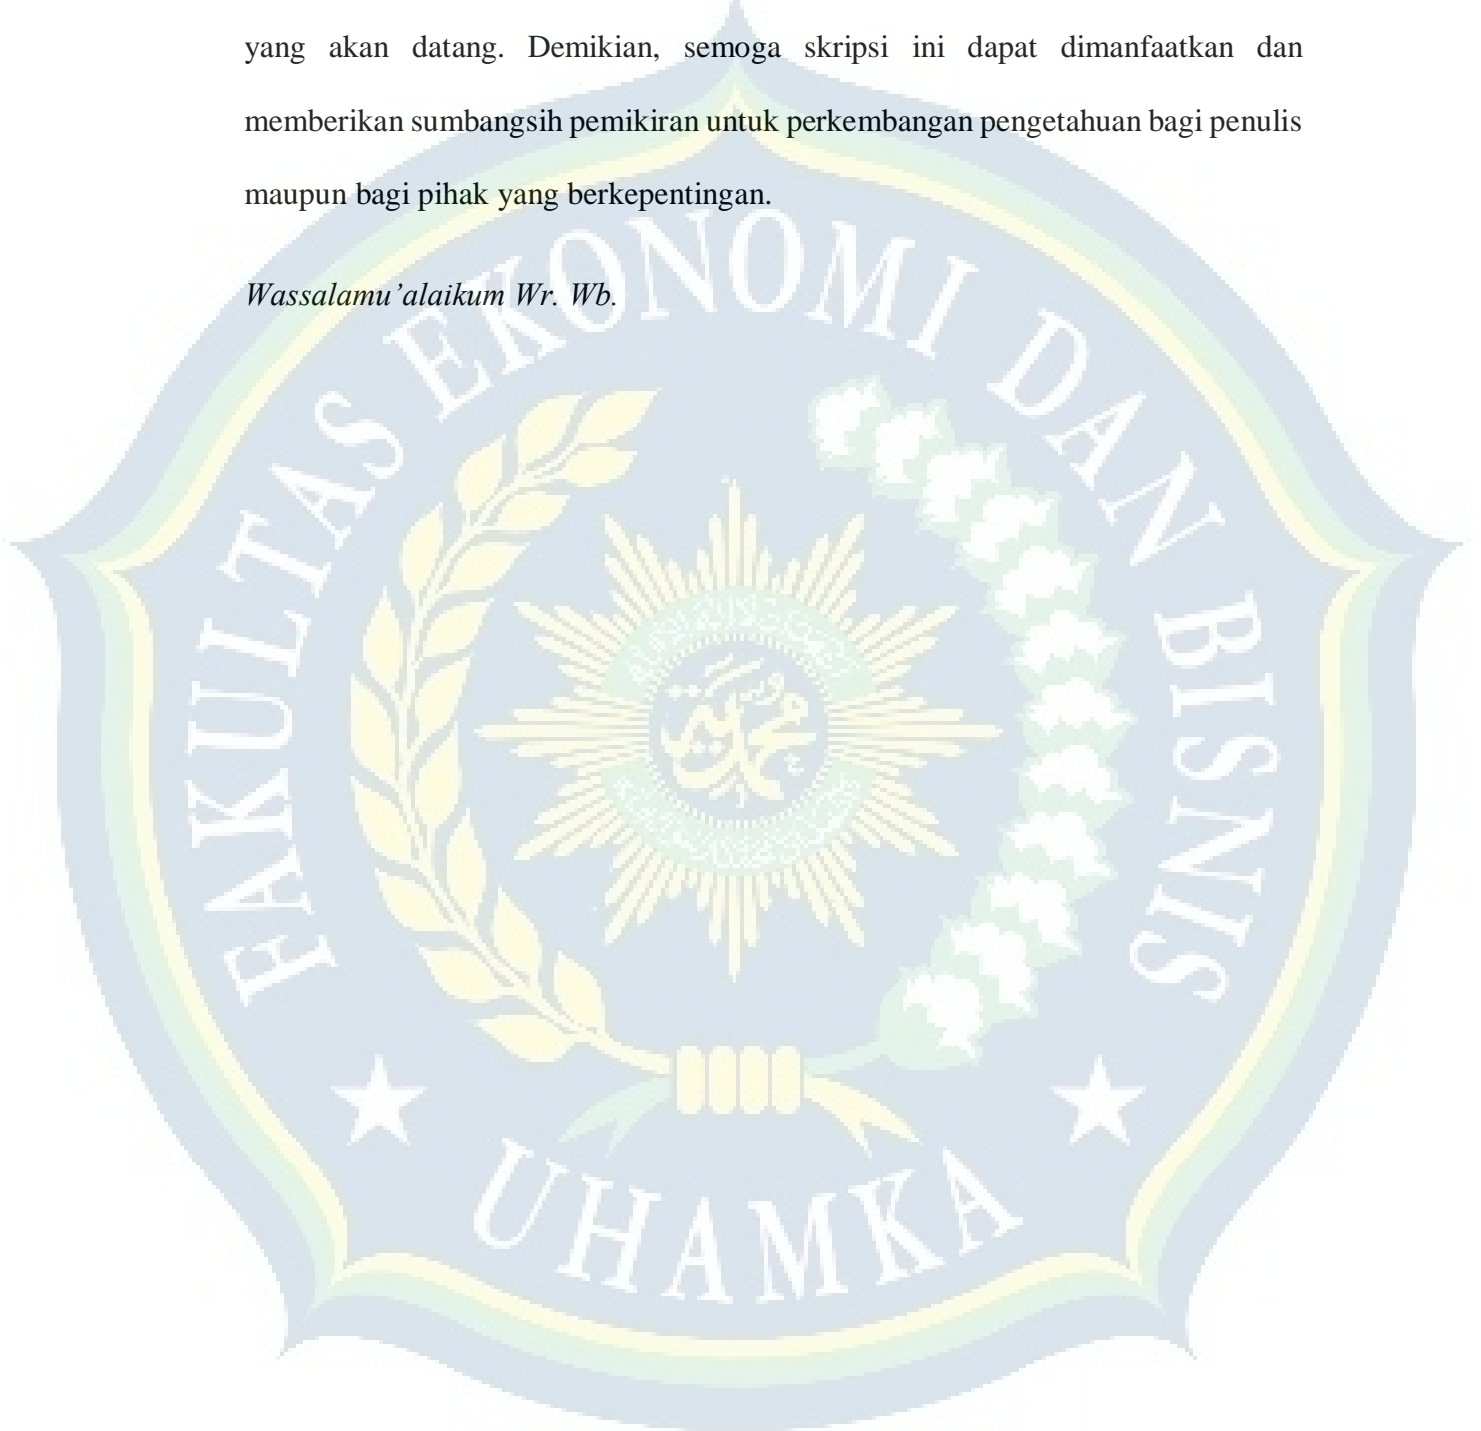 yang akan datang. Demikian, semoga skripsi ini dapat dimanfaatkan dan
memberikan sumbangsih pemikiran untuk perkembangan pengetahuan bagi penulis
maupun bagi pihak yang berkepentingan.
Wassalamu’alaikum Wr. Wb.
FAKULTAS EKONOMI DAN BISNIS
محمدية
UHAMKA